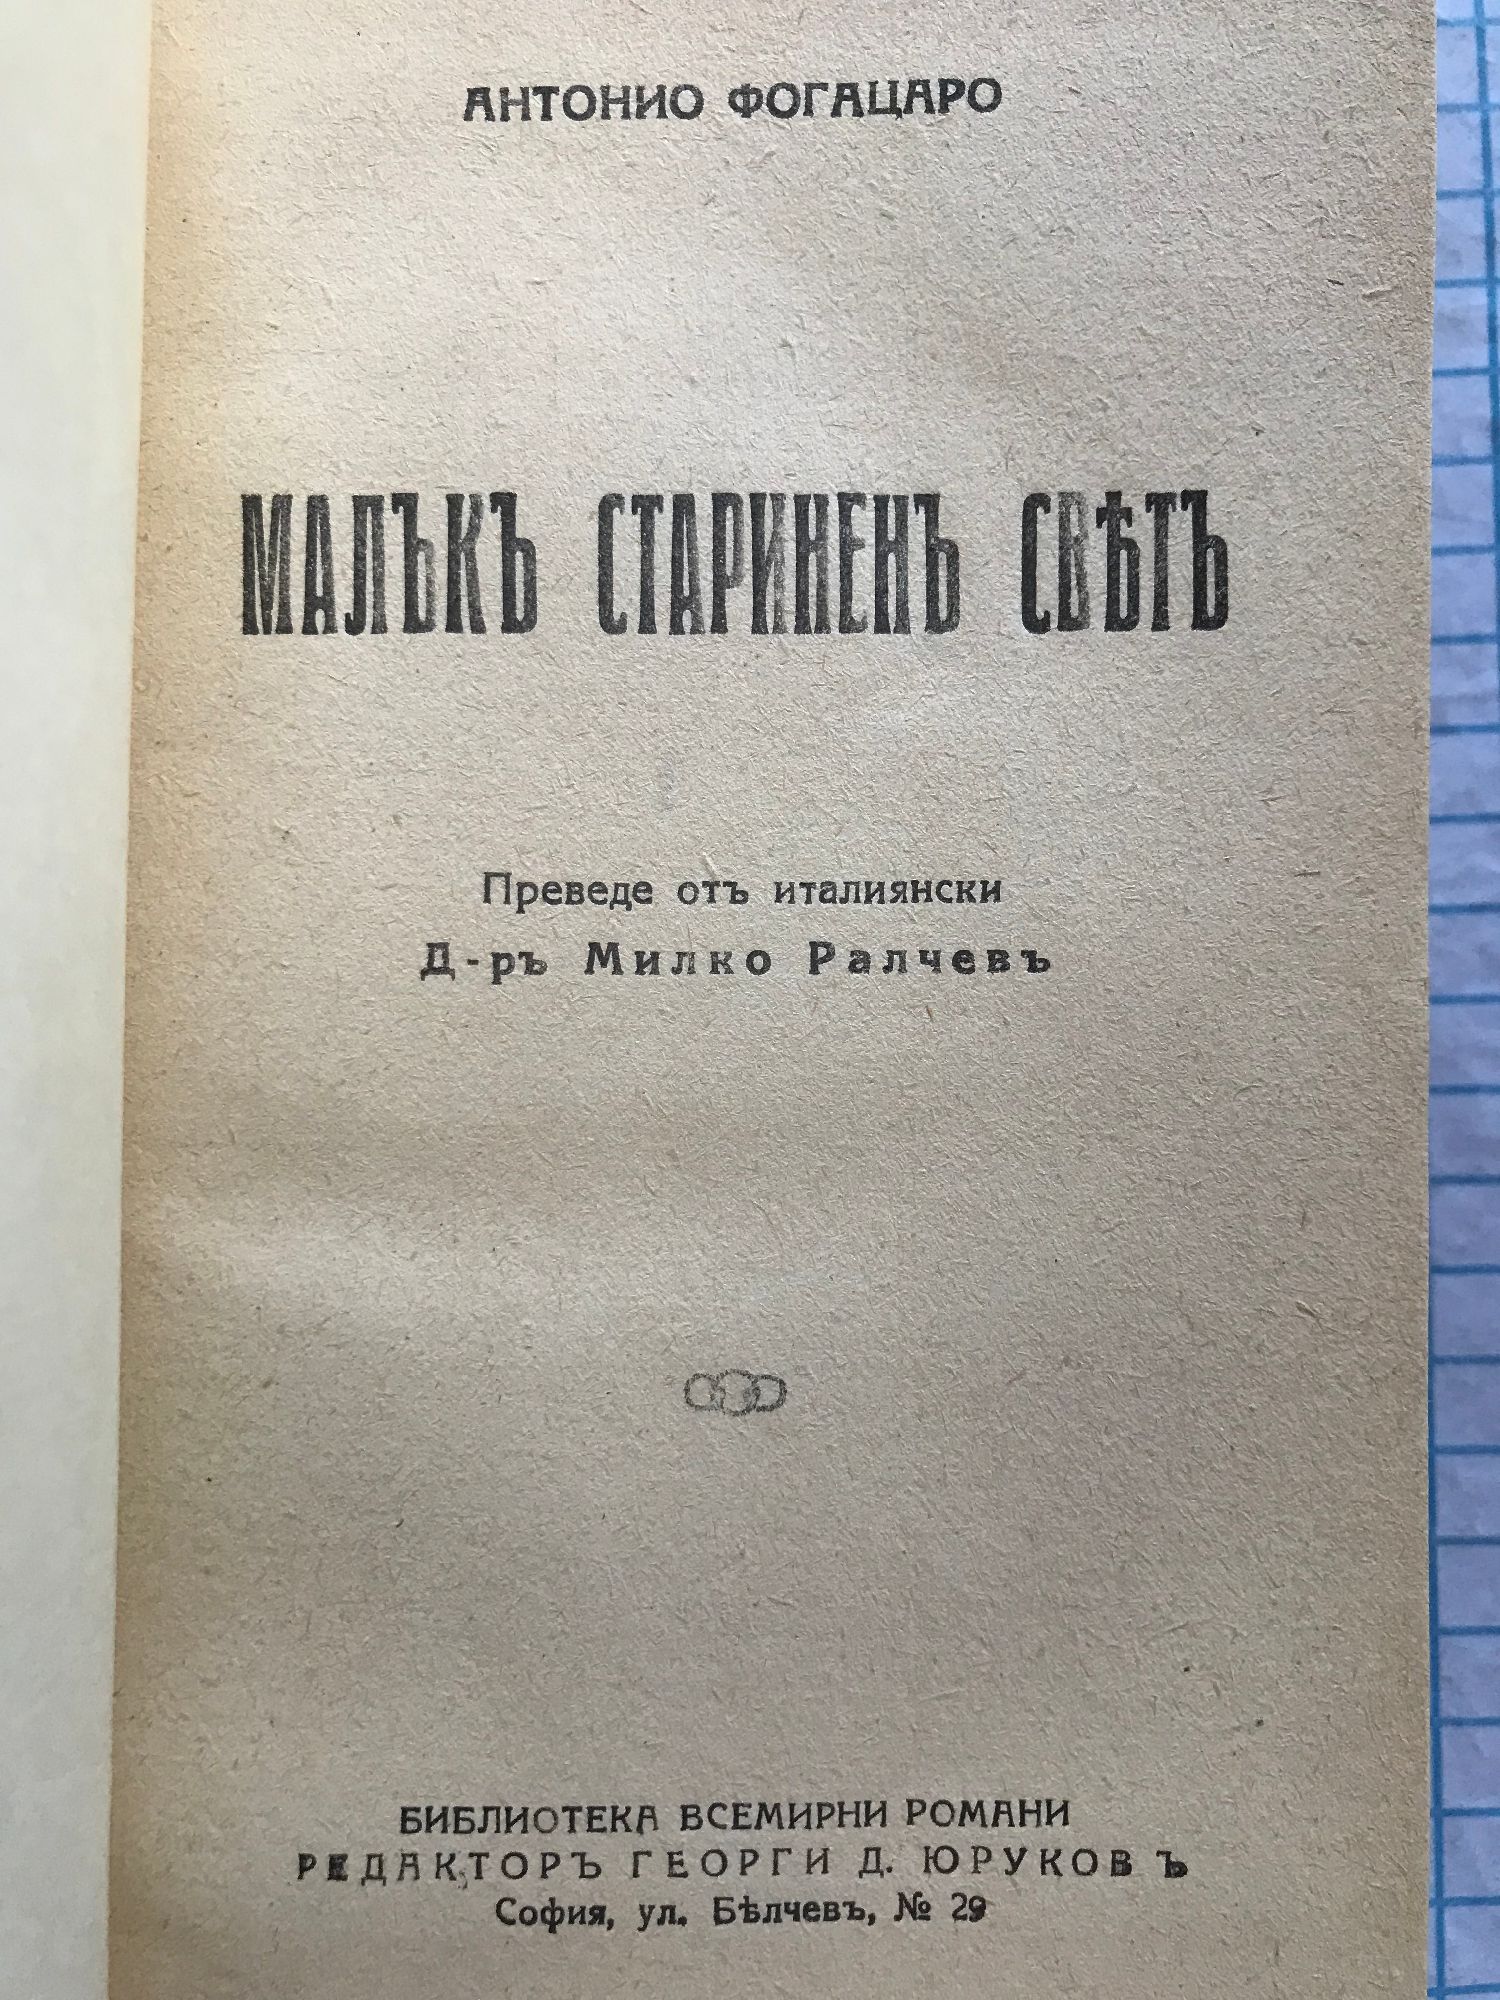 АНТОНИО ФОГАЦАРО
МАЛЪКЪ СТАРИНЕНЪ СВѢТЪ
Преведе отъ италиянски
Д-ръ Милко Ралчевъ
БИБЛИОТЕКА ВСЕМИРНИ РОМАНИ
РЕДАКТОРЪ ГЕОРГИ Д. ЮРУКОВЪ
София, ул. Бѣлчевъ, № 29